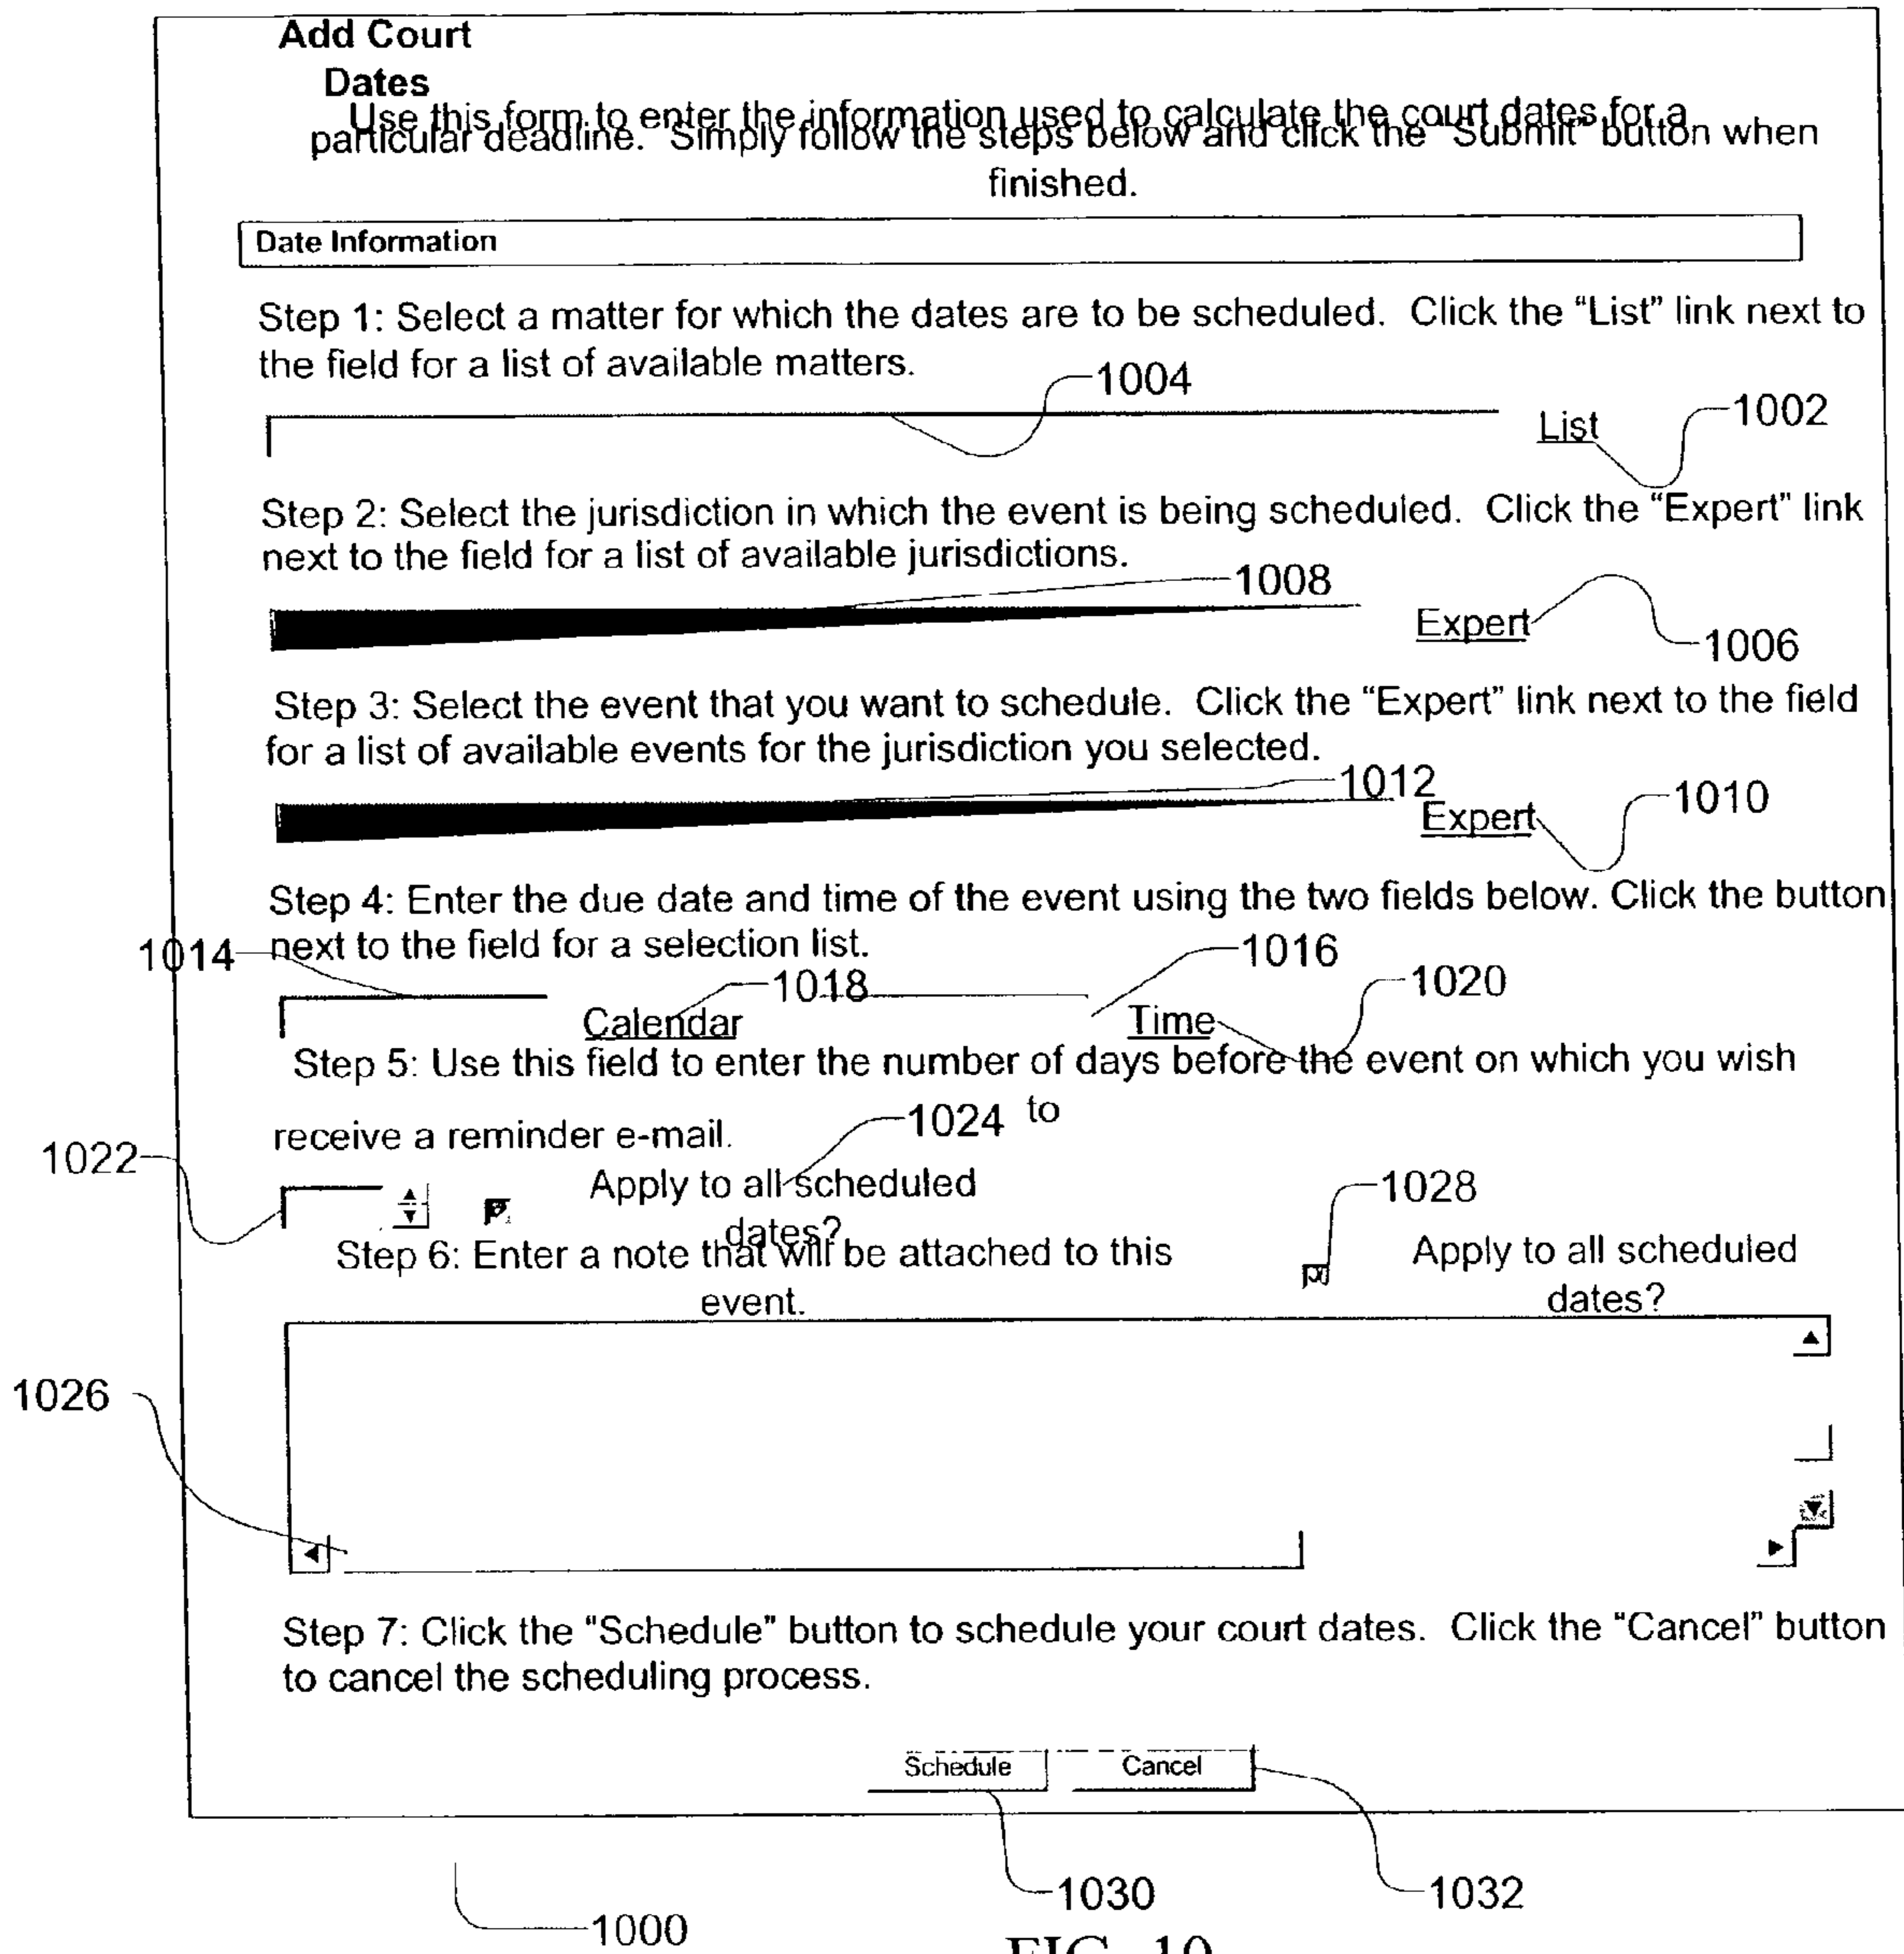 Add Court
Dates
Use this form to enter the information used to calculate the court dates for a
particular deadline. Simply follow the steps below and click the "Submit" button when
finished.
Date Information
Step 1: Select a matter for which the dates are to be scheduled. Click the "List" link next to
the field for a list of available matters.
1004
List
1002
Step 2: Select the jurisdiction in which the event is being scheduled. Click the "Expert" link
next to the field for a list of available jurisdictions.
1008
Expert
1006
Step 3: Select the event that you want to schedule. Click the "Expert" link next to the field
for a list of available events for the jurisdiction you selected.
1012
Expert
1010
Step 4: Enter the due date and time of the event using the two fields below. Click the button
1014
next to the field for a selection list.
1016
1018
1020
Calendar
Time
Step 5: Use this field to enter the number of days before the event on which you wish
to
1024
receive a reminder e-mail.
1022
Apply to all scheduled
dates?
1028
Step 6: Enter a note that will be attached to this
event.
Apply to all scheduled
dates?
1026
Step 7: Click the "Schedule" button to schedule your court dates. Click the "Cancel" button
to cancel the scheduling process.
Schedule
Cancel
1030
1032
1000
FIG. 10